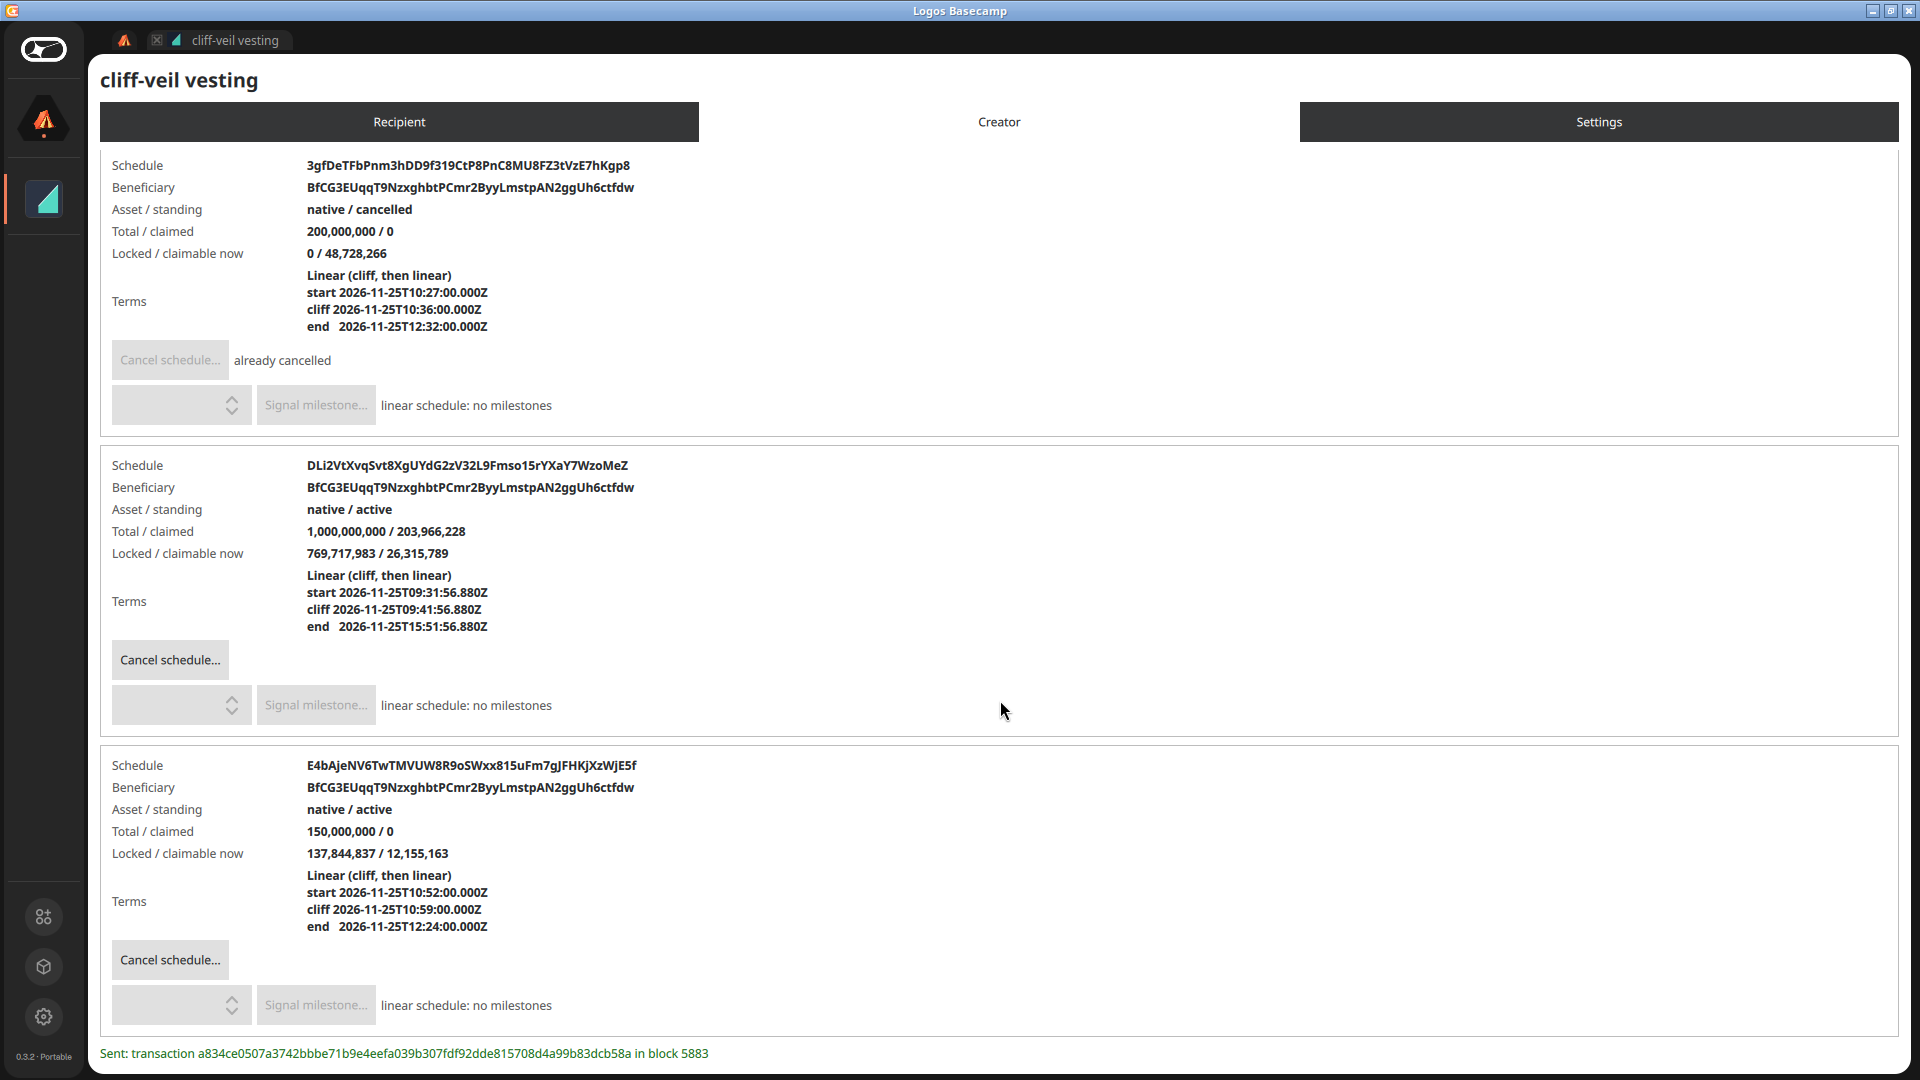 Logos Basecamp
cliff-veil vesting
cliff-veil vesting
Recipient
Creator
Settings
Schedule 3gfDeTFbPnm3hDD9f319CtP8PnC8MU8FZ3tVzE7hKgp8
Beneficiary BfCG3EUqqT9NzxghbtPCmr2ByyLmstpAN2ggUh6ctfdw
Asset / standing native / cancelled
Total / claimed 200,000,000 / 0
Locked / claimable now 0 / 48,728,266
Terms Linear (cliff, then linear)
start 2026-11-25T10:27:00.000Z
cliff 2026-11-25T10:36:00.000Z
end 2026-11-25T12:32:00.000Z
Cancel schedule... already cancelled
Signal milestone... linear schedule: no milestones
Schedule DLi2VtXvqSvt8XgUYdG2zV32L9Fmso15rYXaY7WzoMeZ
Beneficiary BfCG3EUqqT9NzxghbtPCmr2ByyLmstpAN2ggUh6ctfdw
Asset / standing native / active
Total / claimed 1,000,000,000 / 203,966,228
Locked / claimable now 769,717,983 / 26,315,789
Terms Linear (cliff, then linear)
start 2026-11-25T09:31:56.880Z
cliff 2026-11-25T09:41:56.880Z
end 2026-11-25T15:51:56.880Z
Cancel schedule...
Signal milestone... linear schedule: no milestones
Schedule E4bAjeNV6TwTMVUW8R9oSWxx815uFm7gJFHKjXzWjE5f
Beneficiary BfCG3EUqqT9NzxghbtPCmr2ByyLmstpAN2ggUh6ctfdw
Asset / standing native / active
Total / claimed 150,000,000 / 0
Locked / claimable now 137,844,837 / 12,155,163
Terms Linear (cliff, then linear)
start 2026-11-25T10:52:00.000Z
cliff 2026-11-25T10:59:00.000Z
end 2026-11-25T12:24:00.000Z
Cancel schedule...
Signal milestone... linear schedule: no milestones
Sent: transaction a834ce0507a3742bbbe71b9e4eefa039b307fdf92dde815708d4a99b83dcb58a in block 5883
0.3.2 · Portable